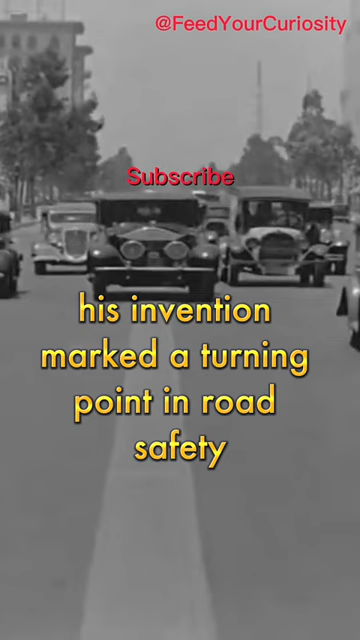 @FeedYourCuriosity
Subscribe
his invention
marked a turning
point in road
safety